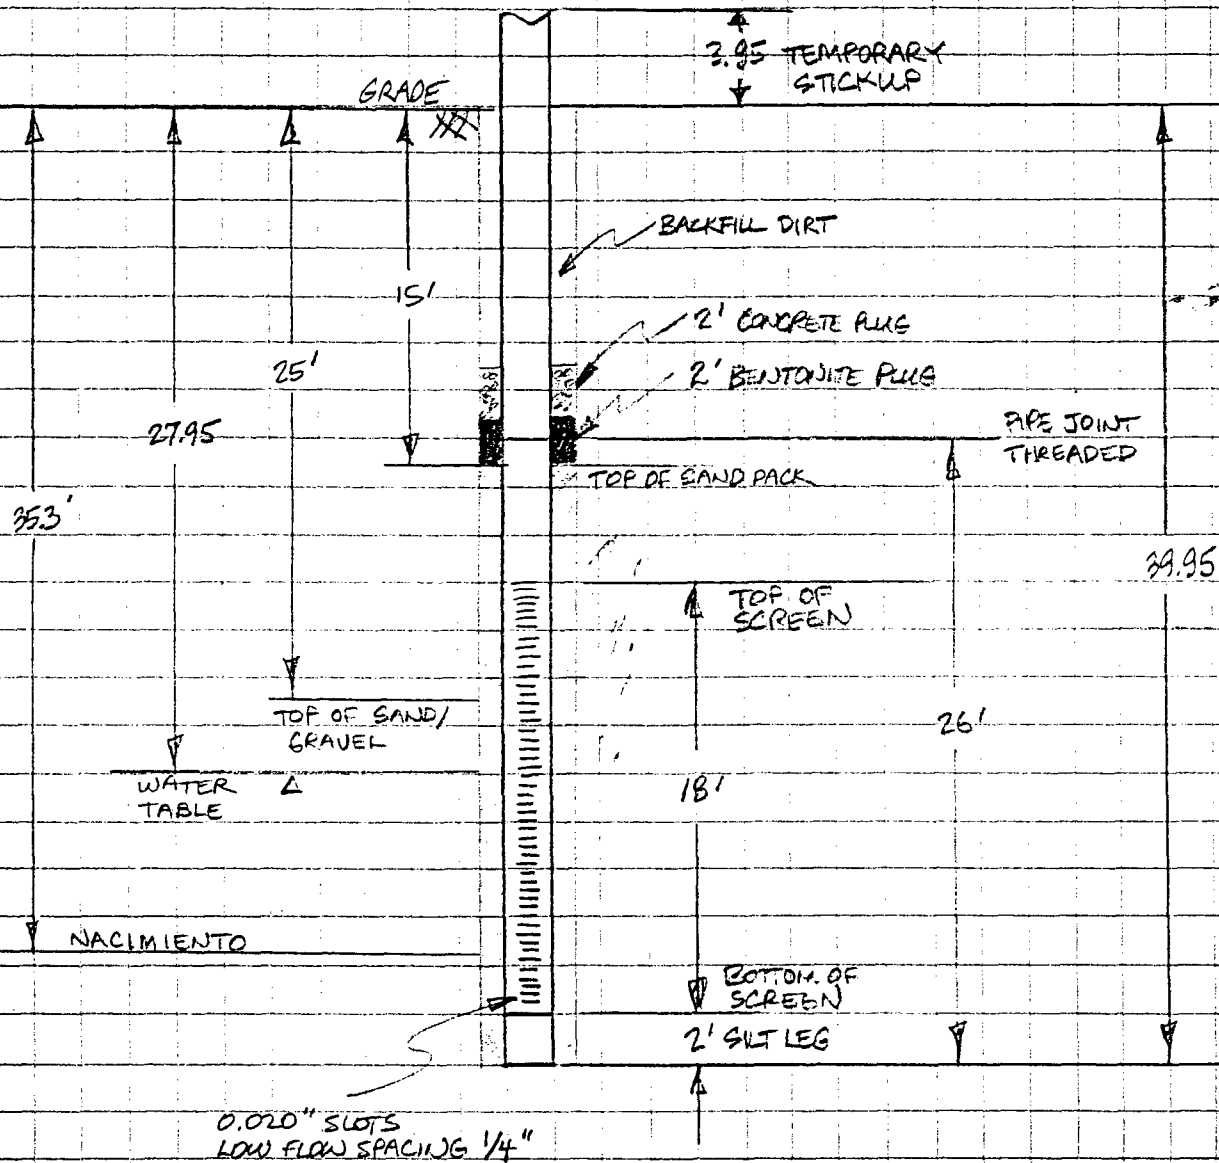 3.95 TEMPORARY
STICKUP
GRADE
BACKFILL DIRT
15'
2' CONCRETE PLUG
25'
2' BENTONITE PLUG
27.95
PIPE JOINT
THREADED
TOP OF SAND PACK
35.3'
39.95
TOP OF
SCREEN
TOP OF SAND/
GRAVEL
26'
WATER
TABLE
18'
NACIMIENTO
BOTTOM OF
SCREEN
2' SILT LEG
0.020" SLOTS
LOW FLOW SPACING 1/4"